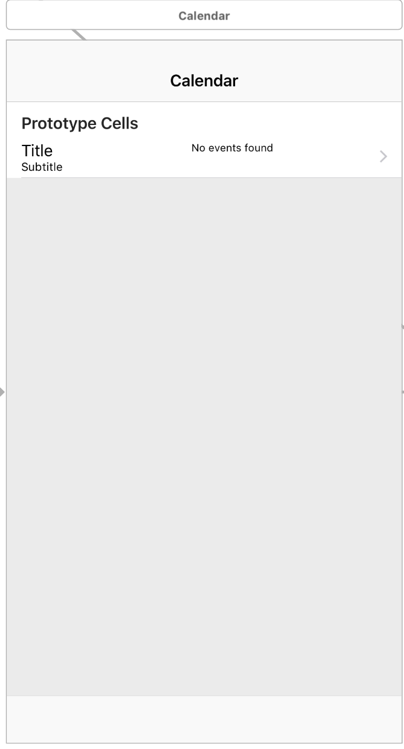 Calendar
Calendar
Prototype Cells
Title
No events found
Subtitle